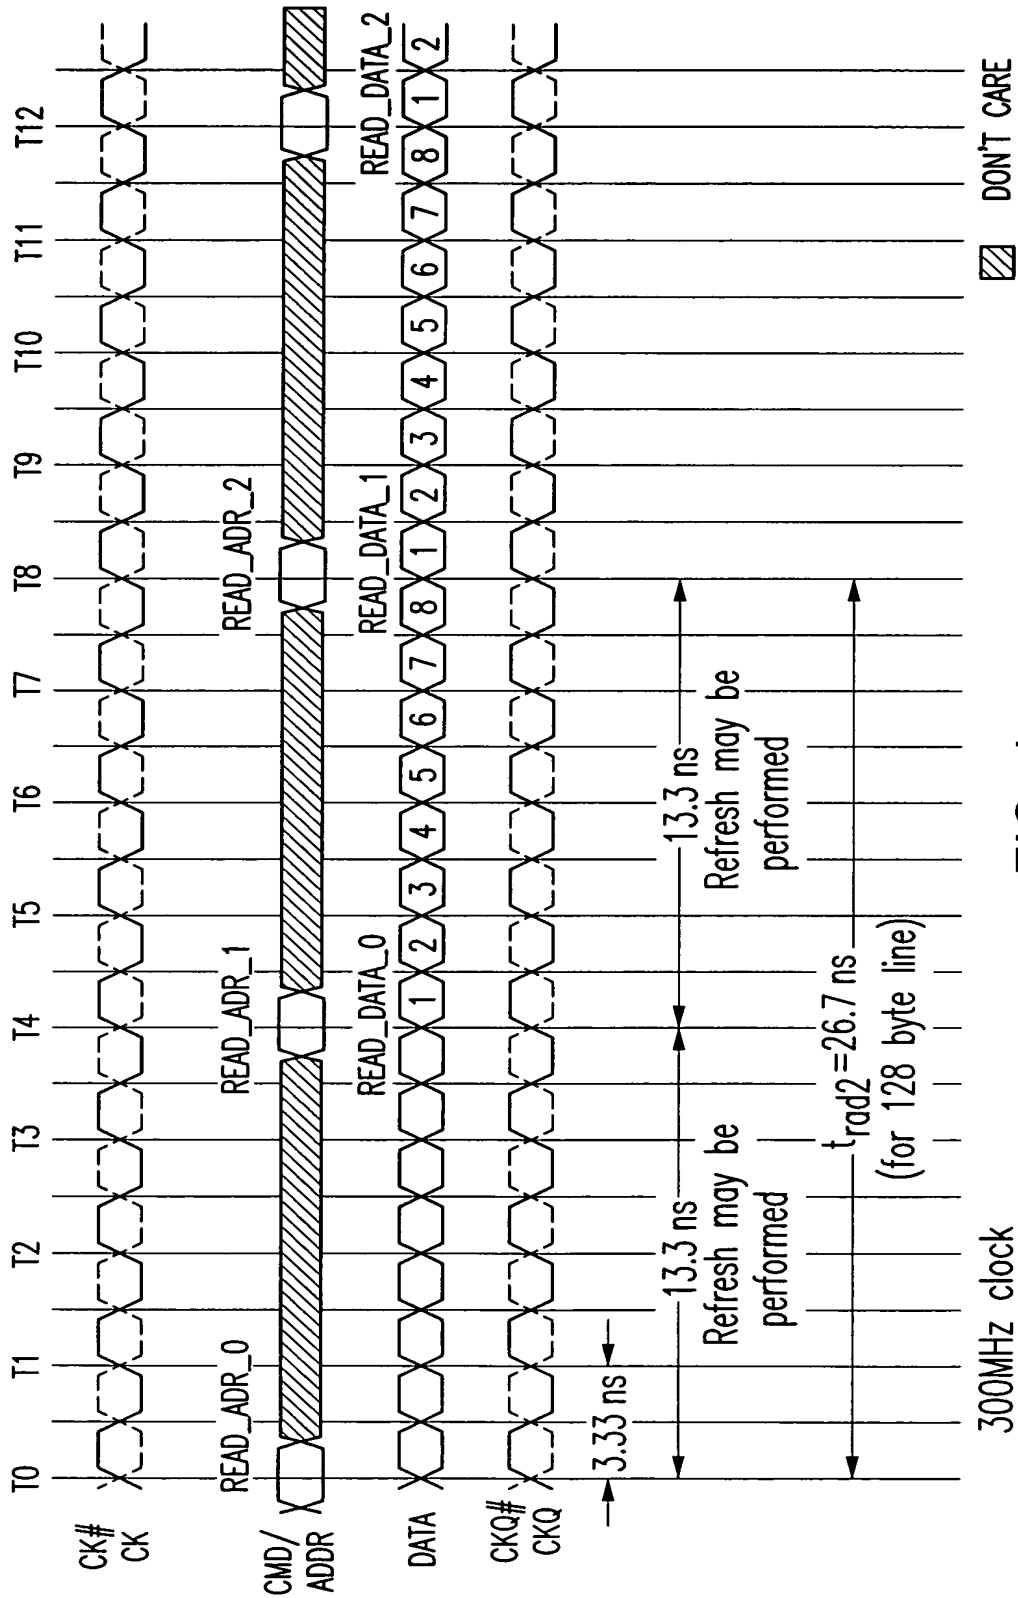 T0 T1 T2 T3 T4 T5 T6 T7 T8 T9 T10 T11 T12
CK#
CK
READ_ADR_0 READ_ADR_1 READ_ADR_2
CMD/
ADDR
READ_DATA_0 READ_DATA_1 READ_DATA_2
DATA 1 2 3 4 5 6 7 8 1 2 3 4 5 6 7 8 1 2
CKQ#
CKQ
3.33 ns
13.3 ns
Refresh may be
performed
13.3 ns
Refresh may be
performed
trad2=26.7 ns
(for 128 byte line)
300MHz clock
DON'T CARE